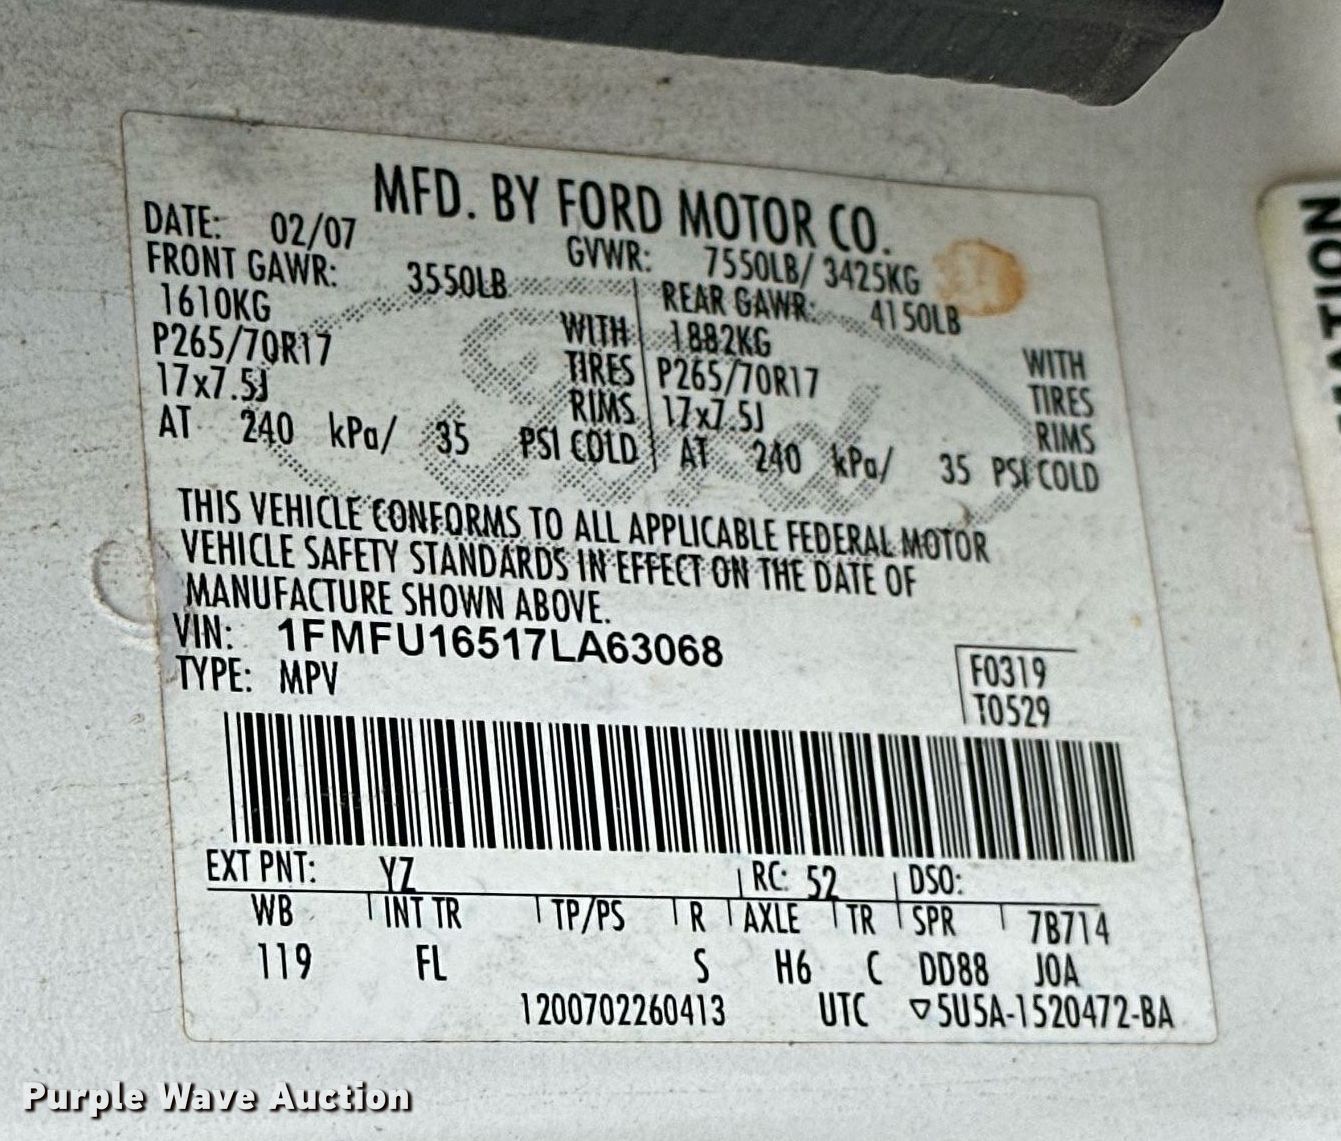 MFD. BY FORD MOTOR CO.
DATE: 02/07 GVWR: 7550LB/ 3425KG
FRONT GAWR: 3550LB REAR GAWR: 4150LB
1610KG WITH 1882KG WITH
P265/70R17 TIRES P265/70R17 TIRES
17x7.5J RIMS 17x7.5J RIMS
AT 240 kPa/ 35 PSI COLD AT 240 kPa/ 35 PSI COLD
THIS VEHICLE CONFORMS TO ALL APPLICABLE FEDERAL MOTOR
VEHICLE SAFETY STANDARDS IN EFFECT ON THE DATE OF
MANUFACTURE SHOWN ABOVE.
VIN: 1FMFU16517LA63068
TYPE: MPV
F0319
T0529
EXT PNT: YZ RC: 52 DSO:
WB INT TR TP/PS R AXLE TR SPR 7B714
119 FL S H6 C DD88 JOA
1200702260413 UTC ▽5U5A-1520472-BA
Ford
Purple Wave Auction